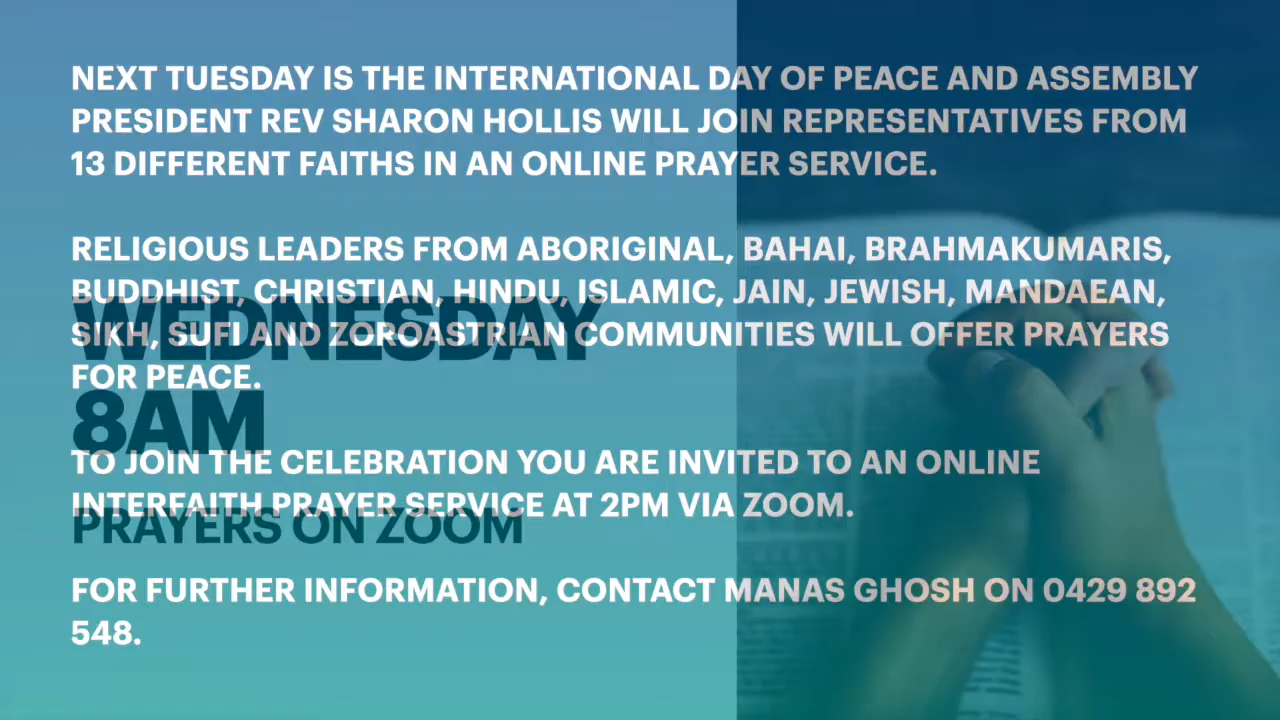 NEXT TUESDAY IS THE INTERNATIONAL DAY OF PEACE AND ASSEMBLY
PRESIDENT REV SHARON HOLLIS WILL JOIN REPRESENTATIVES FROM
13 DIFFERENT FAITHS IN AN ONLINE PRAYER SERVICE.
RELIGIOUS LEADERS FROM ABORIGINAL, BAHAI, BRAHMAKUMARIS,
BUDDHIST, CHRISTIAN, HINDU, ISLAMIC, JAIN, JEWISH, MANDAEAN,
SIKH, SUFI AND ZOROASTRIAN COMMUNITIES WILL OFFER PRAYERS
FOR PEACE.
TO JOIN THE CELEBRATION YOU ARE INVITED TO AN ONLINE
INTERFAITH PRAYER SERVICE AT 2PM VIA ZOOM.
FOR FURTHER INFORMATION, CONTACT MANAS GHOSH ON 0429 892
548.
WEDNESDAY
8AM
PRAYERS ON ZOOM